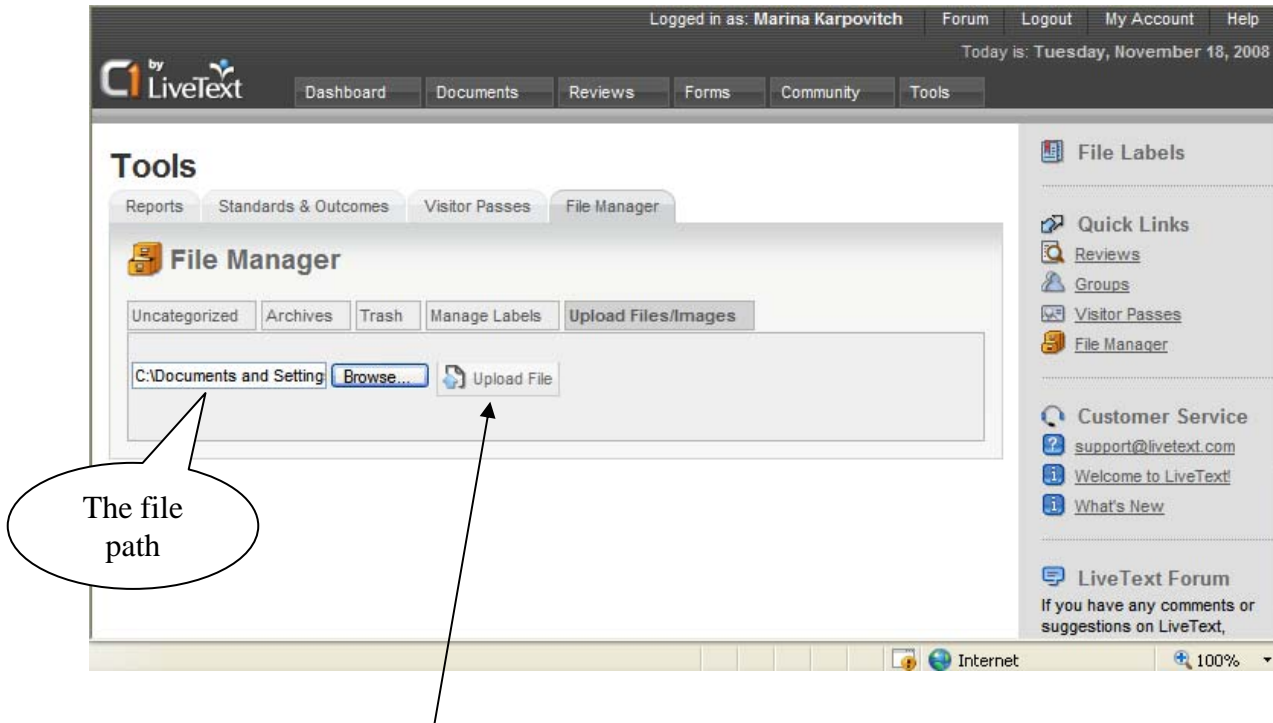 Logged in as: Marina Karpovitch Forum Logout My Account Help
Today is: Tuesday, November 18, 2008
C1 by LiveText
Dashboard Documents Reviews Forms Community Tools
Tools
Reports Standards & Outcomes Visitor Passes File Manager
File Manager
Uncategorized Archives Trash Manage Labels Upload Files/Images
C:\Documents and Setting Browse... Upload File
The file
path
File Labels
Quick Links
Reviews
Groups
Visitor Passes
File Manager
Customer Service
support@livetext.com
Welcome to LiveText!
What's New
LiveText Forum
If you have any comments or
suggestions on LiveText,
Internet 100%